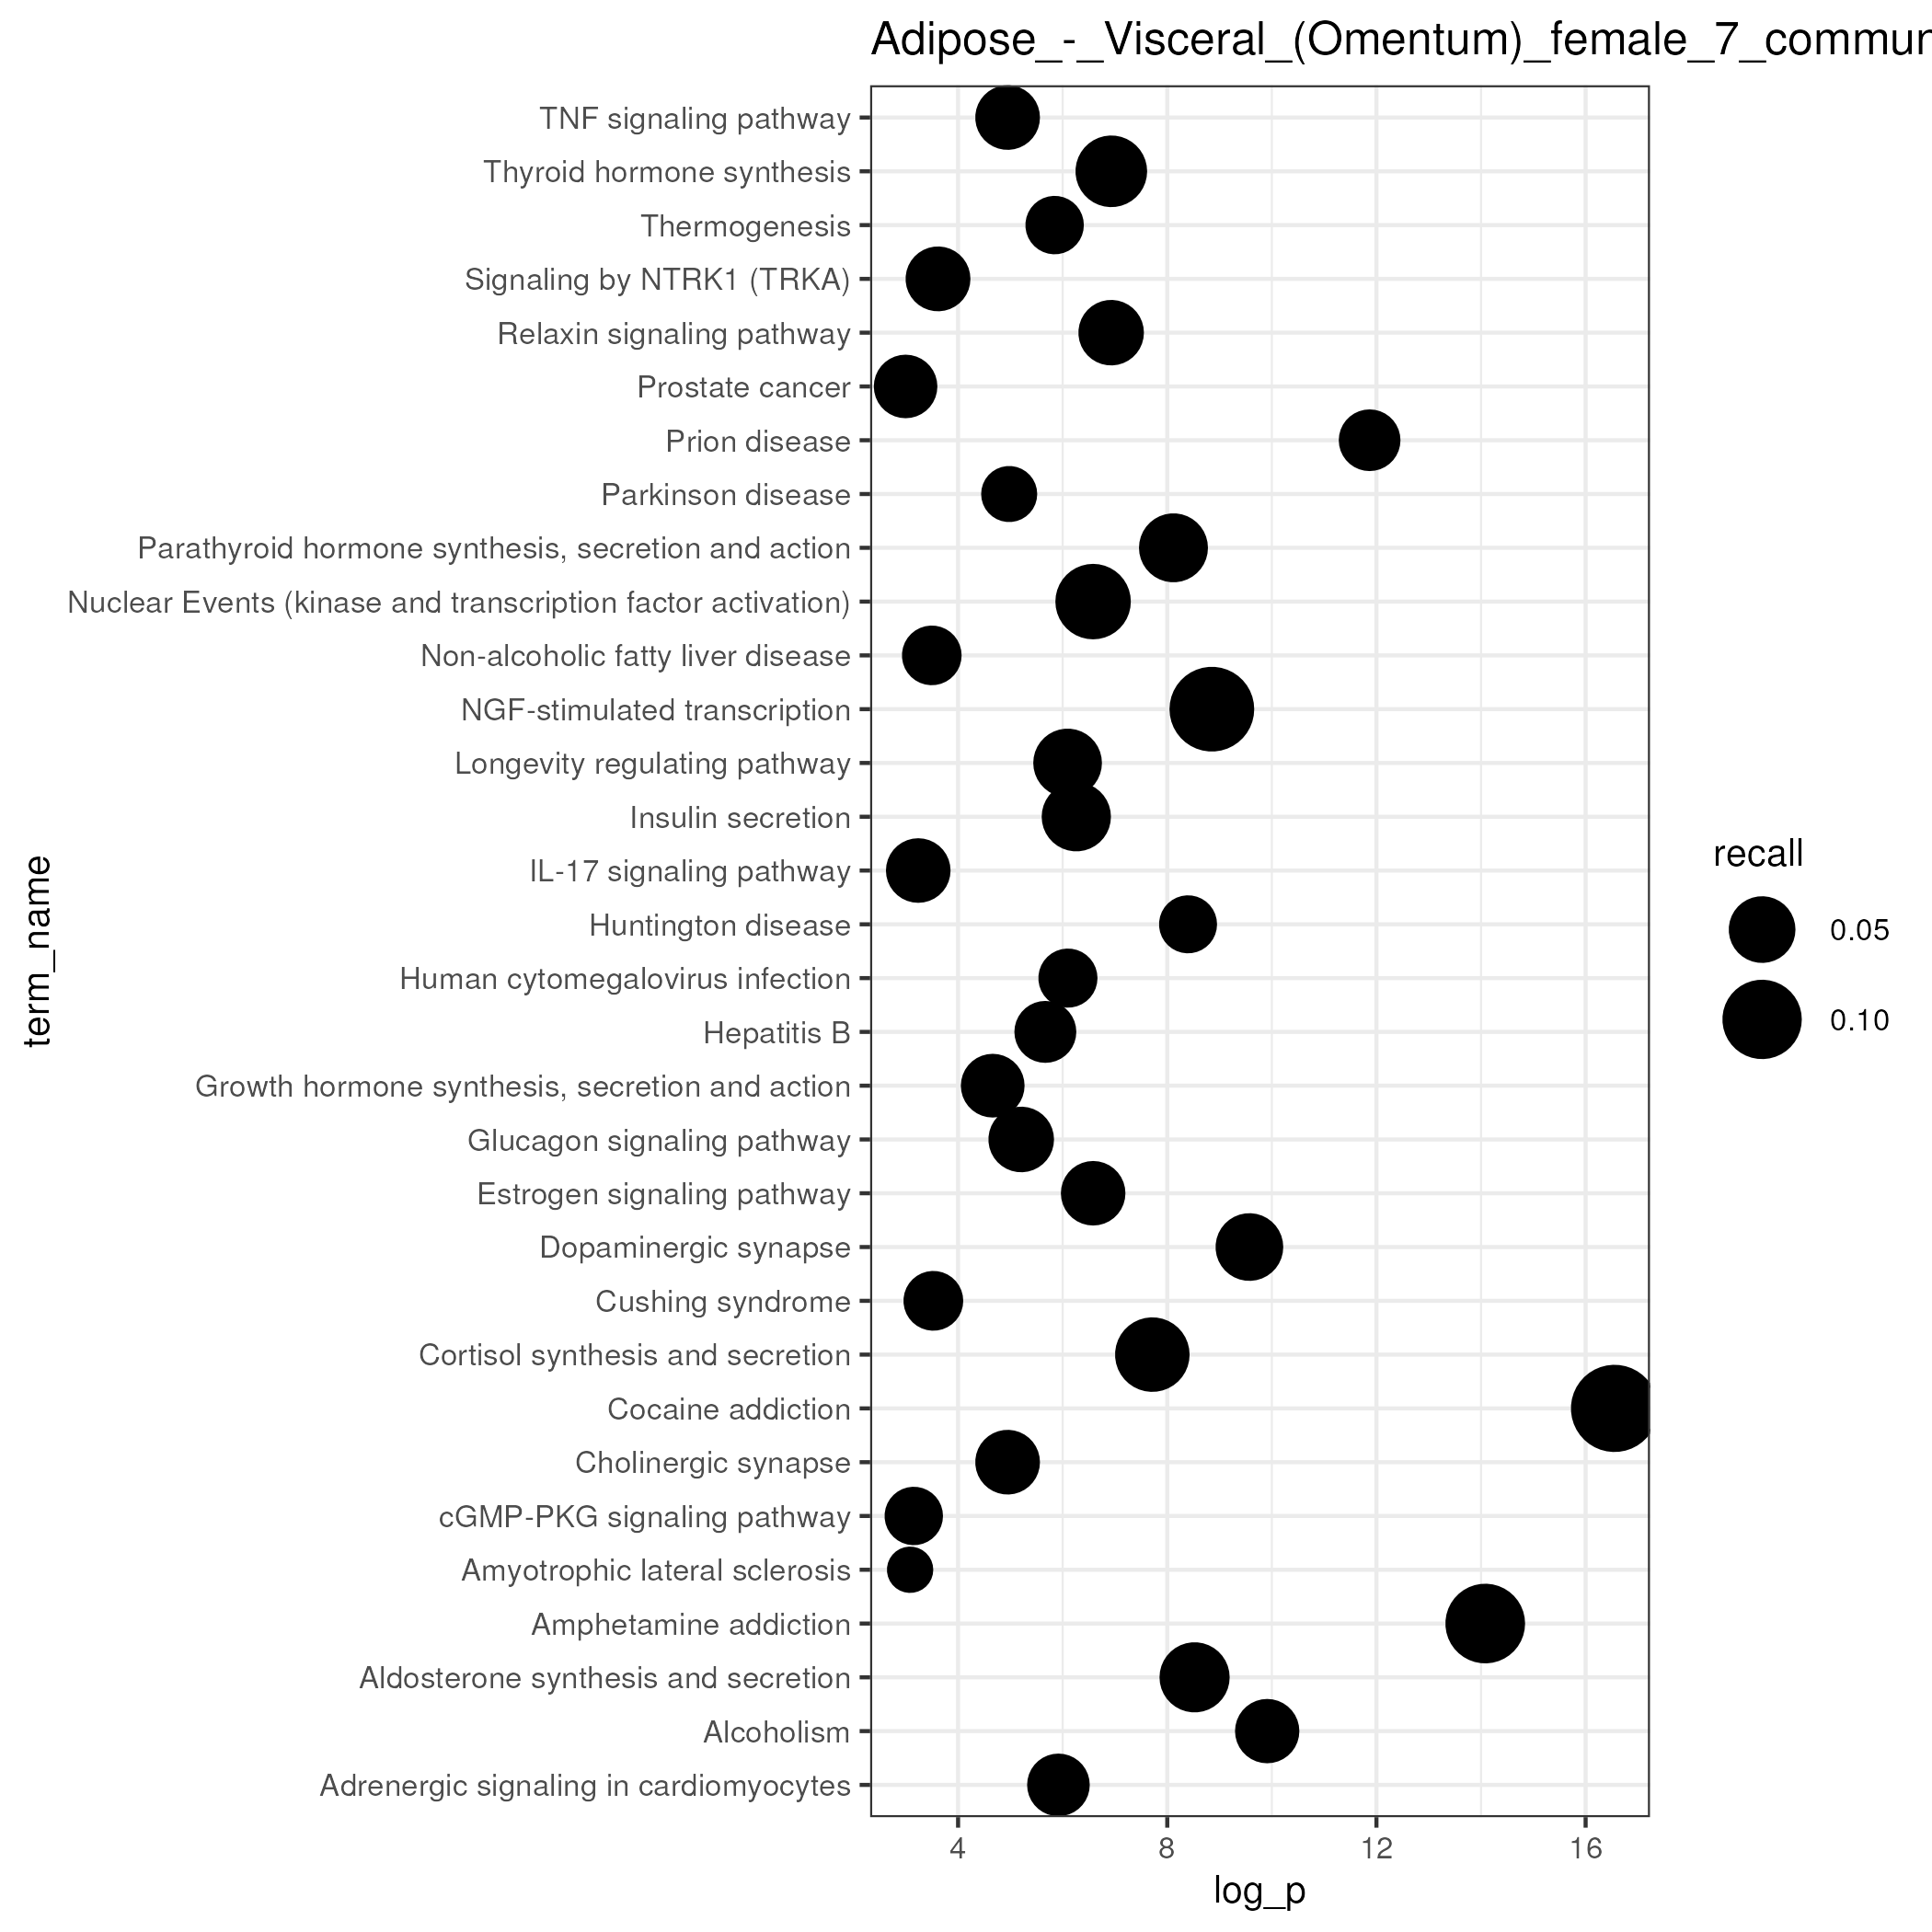 Adipose_-_Visceral_(Omentum)_female_7_commun
TNF signaling pathway
Thyroid hormone synthesis
Thermogenesis
Signaling by NTRK1 (TRKA)
Relaxin signaling pathway
Prostate cancer
Prion disease
Parkinson disease
Parathyroid hormone synthesis, secretion and action
Nuclear Events (kinase and transcription factor activation)
Non-alcoholic fatty liver disease
NGF-stimulated transcription
Longevity regulating pathway
Insulin secretion
IL-17 signaling pathway
Huntington disease
Human cytomegalovirus infection
Hepatitis B
Growth hormone synthesis, secretion and action
Glucagon signaling pathway
Estrogen signaling pathway
Dopaminergic synapse
Cushing syndrome
Cortisol synthesis and secretion
Cocaine addiction
Cholinergic synapse
cGMP-PKG signaling pathway
Amyotrophic lateral sclerosis
Amphetamine addiction
Aldosterone synthesis and secretion
Alcoholism
Adrenergic signaling in cardiomyocytes
term_name
4 8 12 16
log_p
recall
0.05
0.10